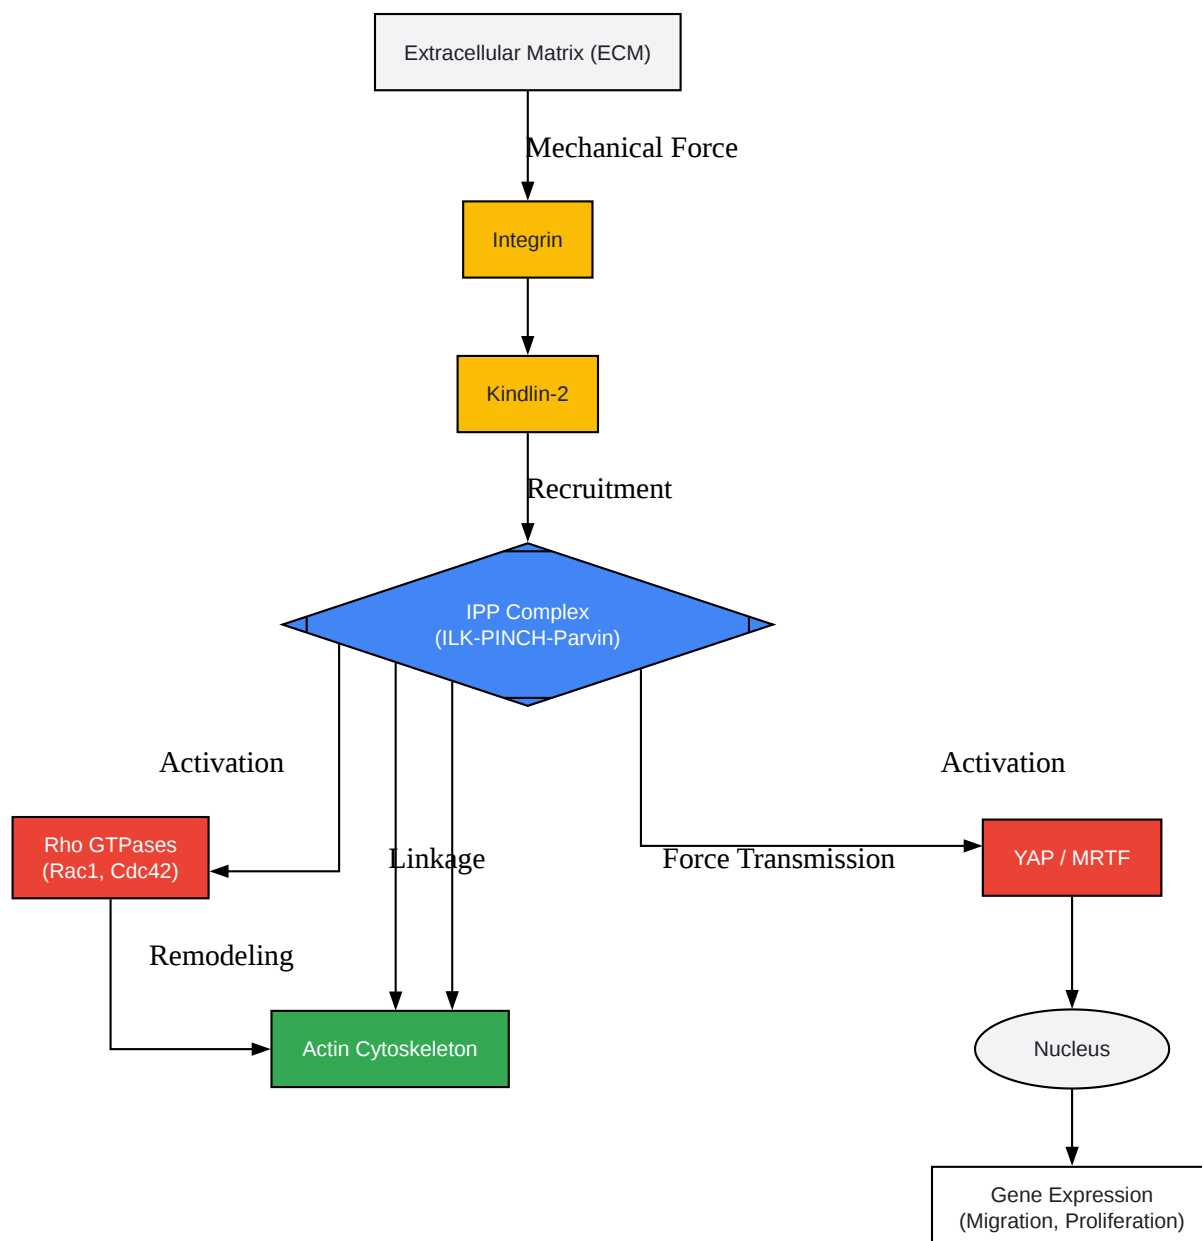 Extracellular Matrix (ECM)
Mechanical Force
Integrin
Kindlin-2
Recruitment
IPP Complex
(ILK-PINCH-Parvin)
Activation
Activation
Rho GTPases
(Rac1, Cdc42)
Linkage
Force Transmission
YAP / MRTF
Remodeling
Actin Cytoskeleton
Nucleus
Gene Expression
(Migration, Proliferation)